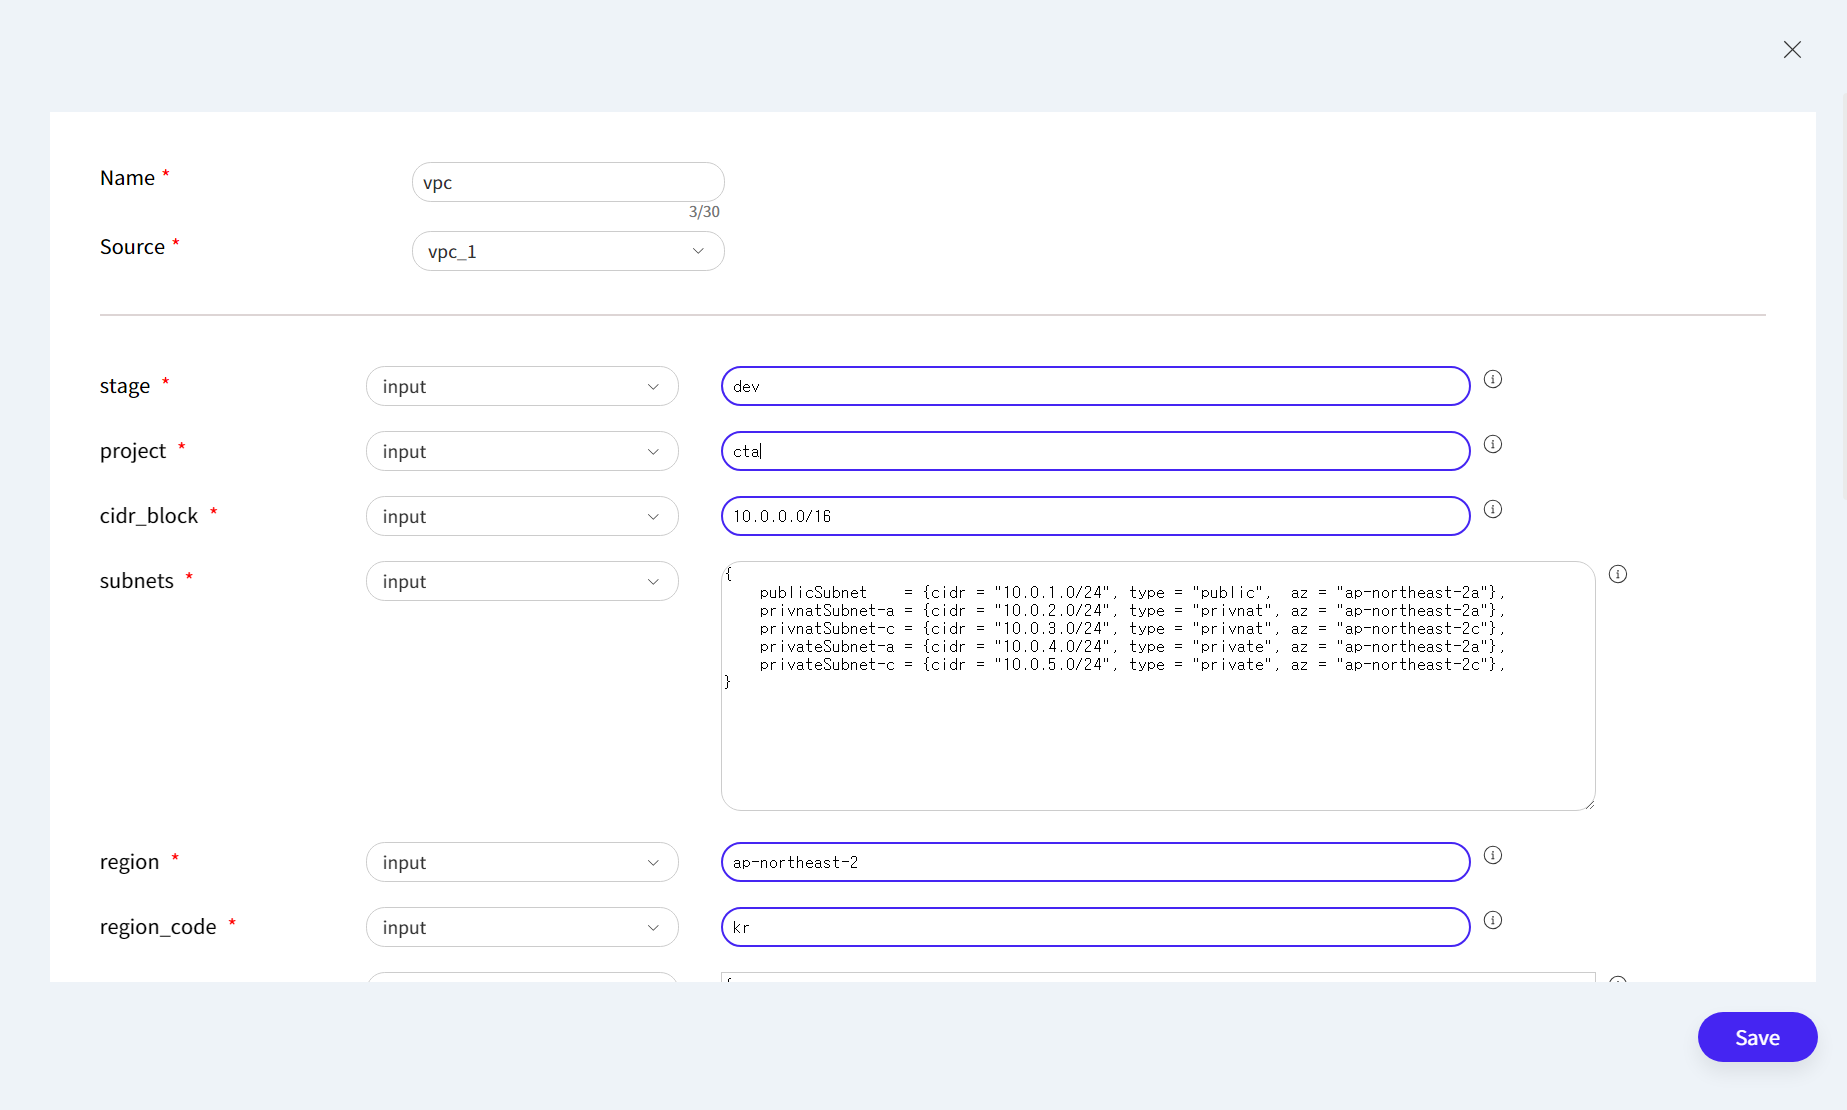 Name *
vpc
3/30
Source *
vpc_1
stage * input dev
project * input cta
cidr_block * input 10.0.0.0/16
subnets * input
{
    publicSubnet    = {cidr = "10.0.1.0/24", type = "public",  az = "ap-northeast-2a"},
    privnatSubnet-a = {cidr = "10.0.2.0/24", type = "privnat", az = "ap-northeast-2a"},
    privnatSubnet-c = {cidr = "10.0.3.0/24", type = "privnat", az = "ap-northeast-2c"},
    privateSubnet-a = {cidr = "10.0.4.0/24", type = "private", az = "ap-northeast-2a"},
    privateSubnet-c = {cidr = "10.0.5.0/24", type = "private", az = "ap-northeast-2c"},
}
region * input ap-northeast-2
region_code * input kr
Save